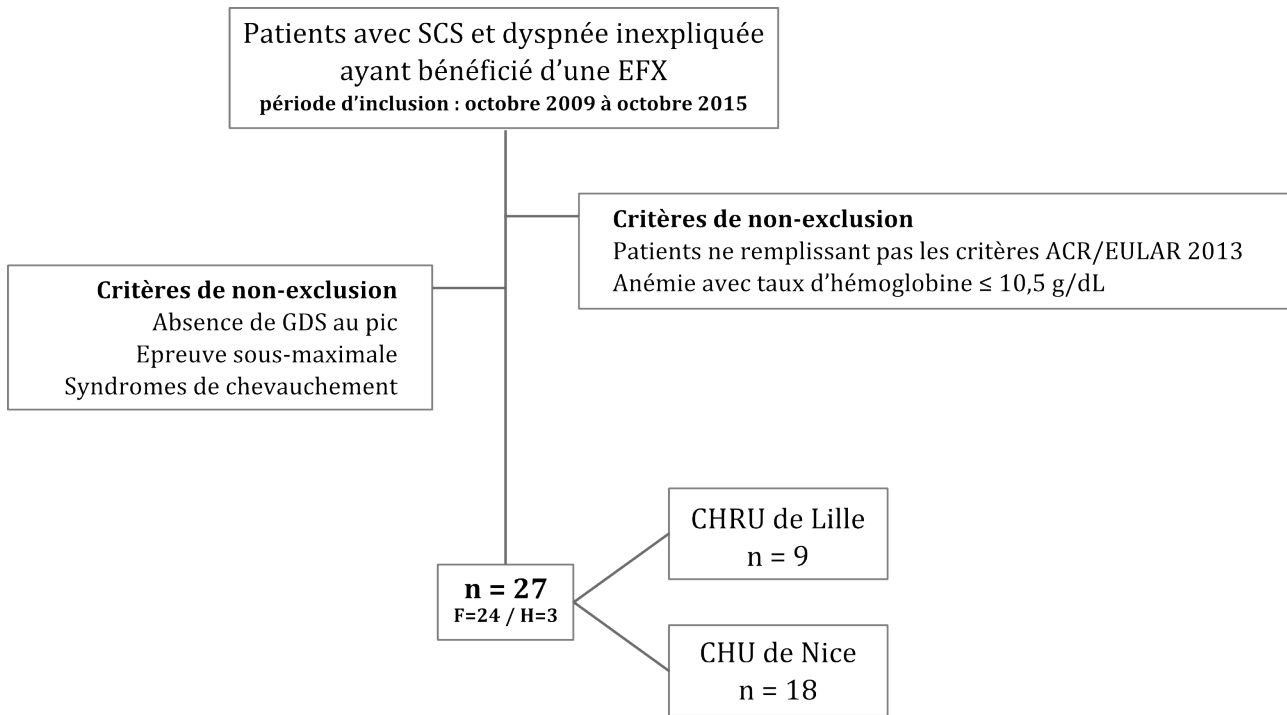 Patients avec SCS et dyspnée inexpliquée
ayant bénéficié d’une EFX
période d’inclusion : octobre 2009 à octobre 2015
Critères de non-exclusion
Patients ne remplissant pas les critères ACR/EULAR 2013
Anémie avec taux d’hémoglobine ≤ 10,5 g/dL
Critères de non-exclusion
Absence de GDS au pic
Epreuve sous-maximale
Syndromes de chevauchement
n = 27
F=24 / H=3
CHRU de Lille
n = 9
CHU de Nice
n = 18